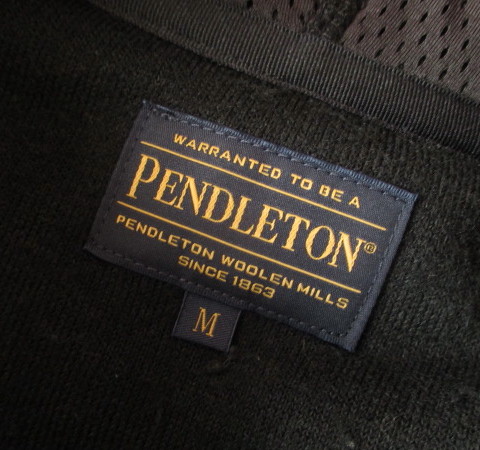 WARRANTED TO BE A
PENDLETON®
PENDLETON WOOLEN MILLS
SINCE 1863
M